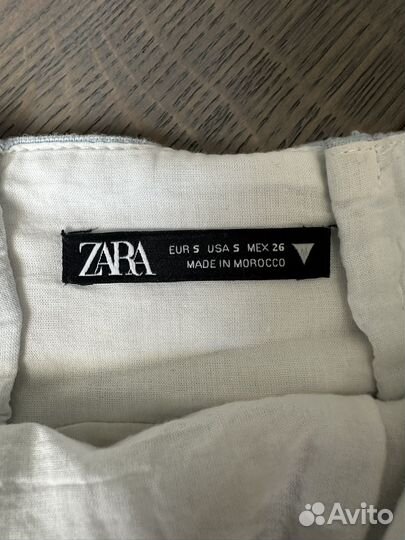 ZARA
EUR S USA S MEX 26
MADE IN MOROCCO
Avito